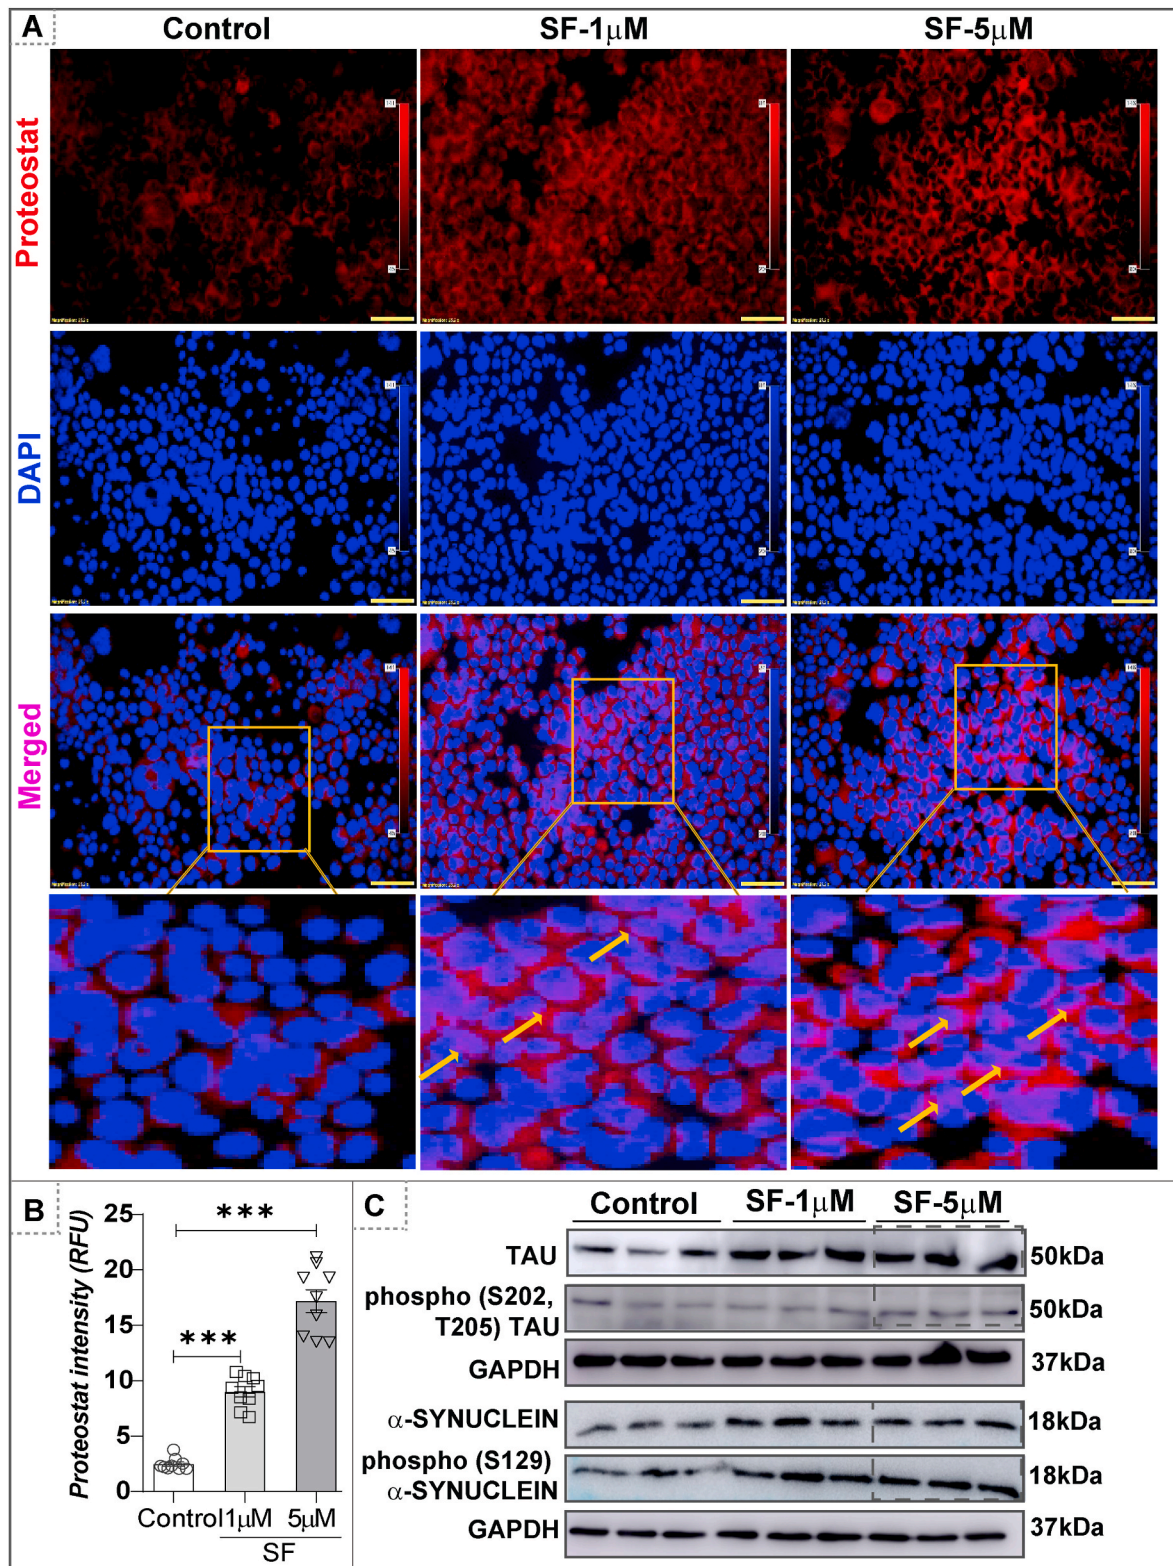 A
Control
SF-1μM
SF-5μM
Proteostat
DAPI
Merged
B
Proteostat intensity (RFU)
25
20
15
10
5
0
***
***
Control
1μM
5μM
SF
C
Control
SF-1μM
SF-5μM
TAU
50kDa
phospho (S202,
T205) TAU
50kDa
GAPDH
37kDa
α-SYNUCLEIN
18kDa
phospho (S129)
α-SYNUCLEIN
18kDa
GAPDH
37kDa